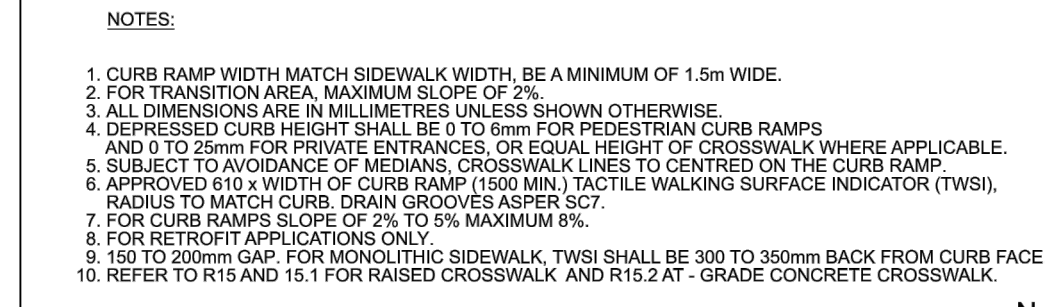 NOTES:
1. CURB RAMP WIDTH MATCH SIDEWALK WIDTH, BE A MINIMUM OF 1.5m WIDE.
2. FOR TRANSITION AREA, MAXIMUM SLOPE OF 2%.
3. ALL DIMENSIONS ARE IN MILLIMETRES UNLESS SHOWN OTHERWISE.
4. DEPRESSED CURB HEIGHT SHALL BE 0 TO 6mm FOR PEDESTRIAN CURB RAMPS
AND 0 TO 25mm FOR PRIVATE ENTRANCES, OR EQUAL HEIGHT OF CROSSWALK WHERE APPLICABLE.
5. SUBJECT TO AVOIDANCE OF MEDIANS, CROSSWALK LINES TO CENTRED ON THE CURB RAMP.
6. APPROVED 610 x WIDTH OF CURB RAMP (1500 MIN.) TACTILE WALKING SURFACE INDICATOR (TWSI),
RADIUS TO MATCH CURB. DRAIN GROOVES ASPER SC7.
7. FOR CURB RAMPS SLOPE OF 2% TO 5% MAXIMUM 8%.
8. FOR RETROFIT APPLICATIONS ONLY.
9. 150 TO 200mm GAP. FOR MONOLITHIC SIDEWALK, TWSI SHALL BE 300 TO 350mm BACK FROM CURB FACE
10. REFER TO R15 AND 15.1 FOR RAISED CROSSWALK AND R15.2 AT - GRADE CONCRETE CROSSWALK.